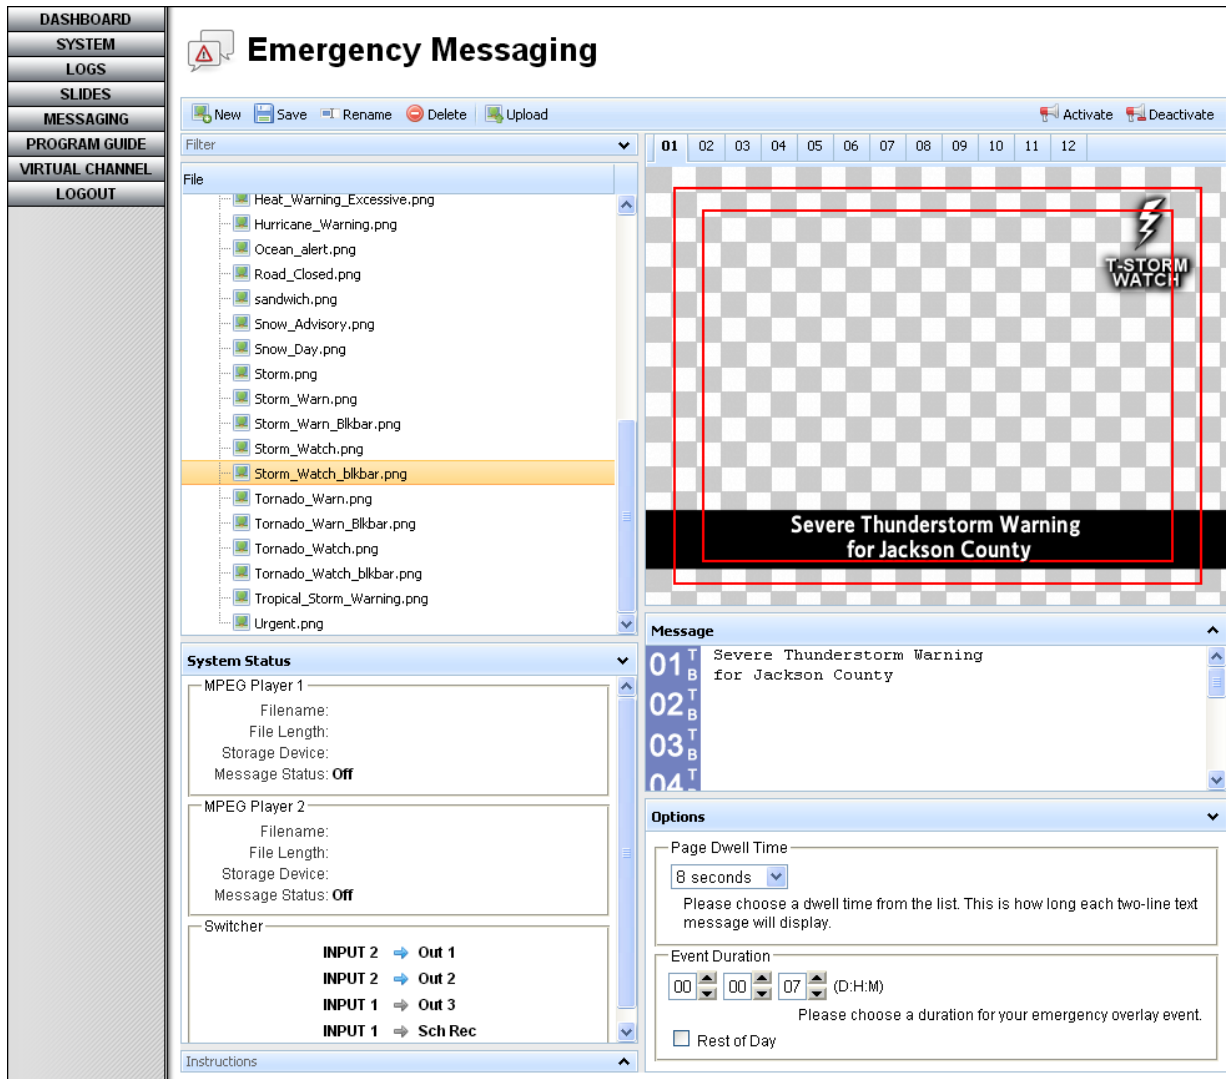 DASHBOARD
SYSTEM
LOGS
SLIDES
MESSAGING
PROGRAM GUIDE
VIRTUAL CHANNEL
LOGOUT
Emergency Messaging
New Save Rename Delete Upload
Activate Deactivate
Filter
File
Heat_Warning_Excessive.png
Hurricane_Warning.png
Ocean_alert.png
Road_Closed.png
sandwich.png
Snow_Advisory.png
Snow_Day.png
Storm.png
Storm_Warn.png
Storm_Warn_Blkbar.png
Storm_Watch.png
Storm_Watch_blkbar.png
Tornado_Warn.png
Tornado_Warn_Blkbar.png
Tornado_Watch.png
Tornado_Watch_blkbar.png
Tropical_Storm_Warning.png
Urgent.png
System Status
MPEG Player 1
Filename:
File Length:
Storage Device:
Message Status: Off
MPEG Player 2
Filename:
File Length:
Storage Device:
Message Status: Off
Switcher
INPUT 2 ⇒ Out 1
INPUT 2 ⇒ Out 2
INPUT 1 ⇒ Out 3
INPUT 1 ⇒ Sch Rec
Instructions
01 02 03 04 05 06 07 08 09 10 11 12
T-STORM
WATCH
Severe Thunderstorm Warning
for Jackson County
Message
01 T B
02 T B
03 T B
04 T
Severe Thunderstorm Warning
for Jackson County
Options
Page Dwell Time
8 seconds
Please choose a dwell time from the list. This is how long each two-line text
message will display.
Event Duration
00 00 07 (D:H:M)
Please choose a duration for your emergency overlay event.
Rest of Day